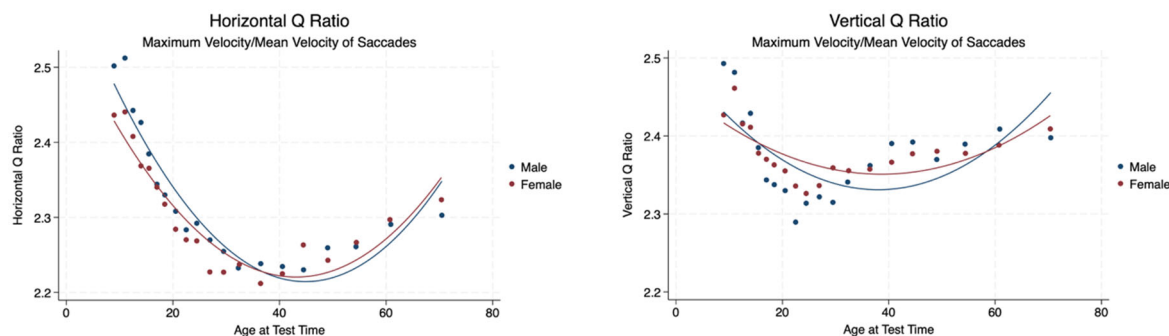 Horizontal Q Ratio
Maximum Velocity/Mean Velocity of Saccades
Horizontal Q Ratio
2.5
2.4
2.3
2.2
0
20
40
60
80
Age at Test Time
Male
Female
Vertical Q Ratio
Maximum Velocity/Mean Velocity of Saccades
Vertical Q Ratio
2.5
2.4
2.3
2.2
0
20
40
60
80
Age at Test Time
Male
Female